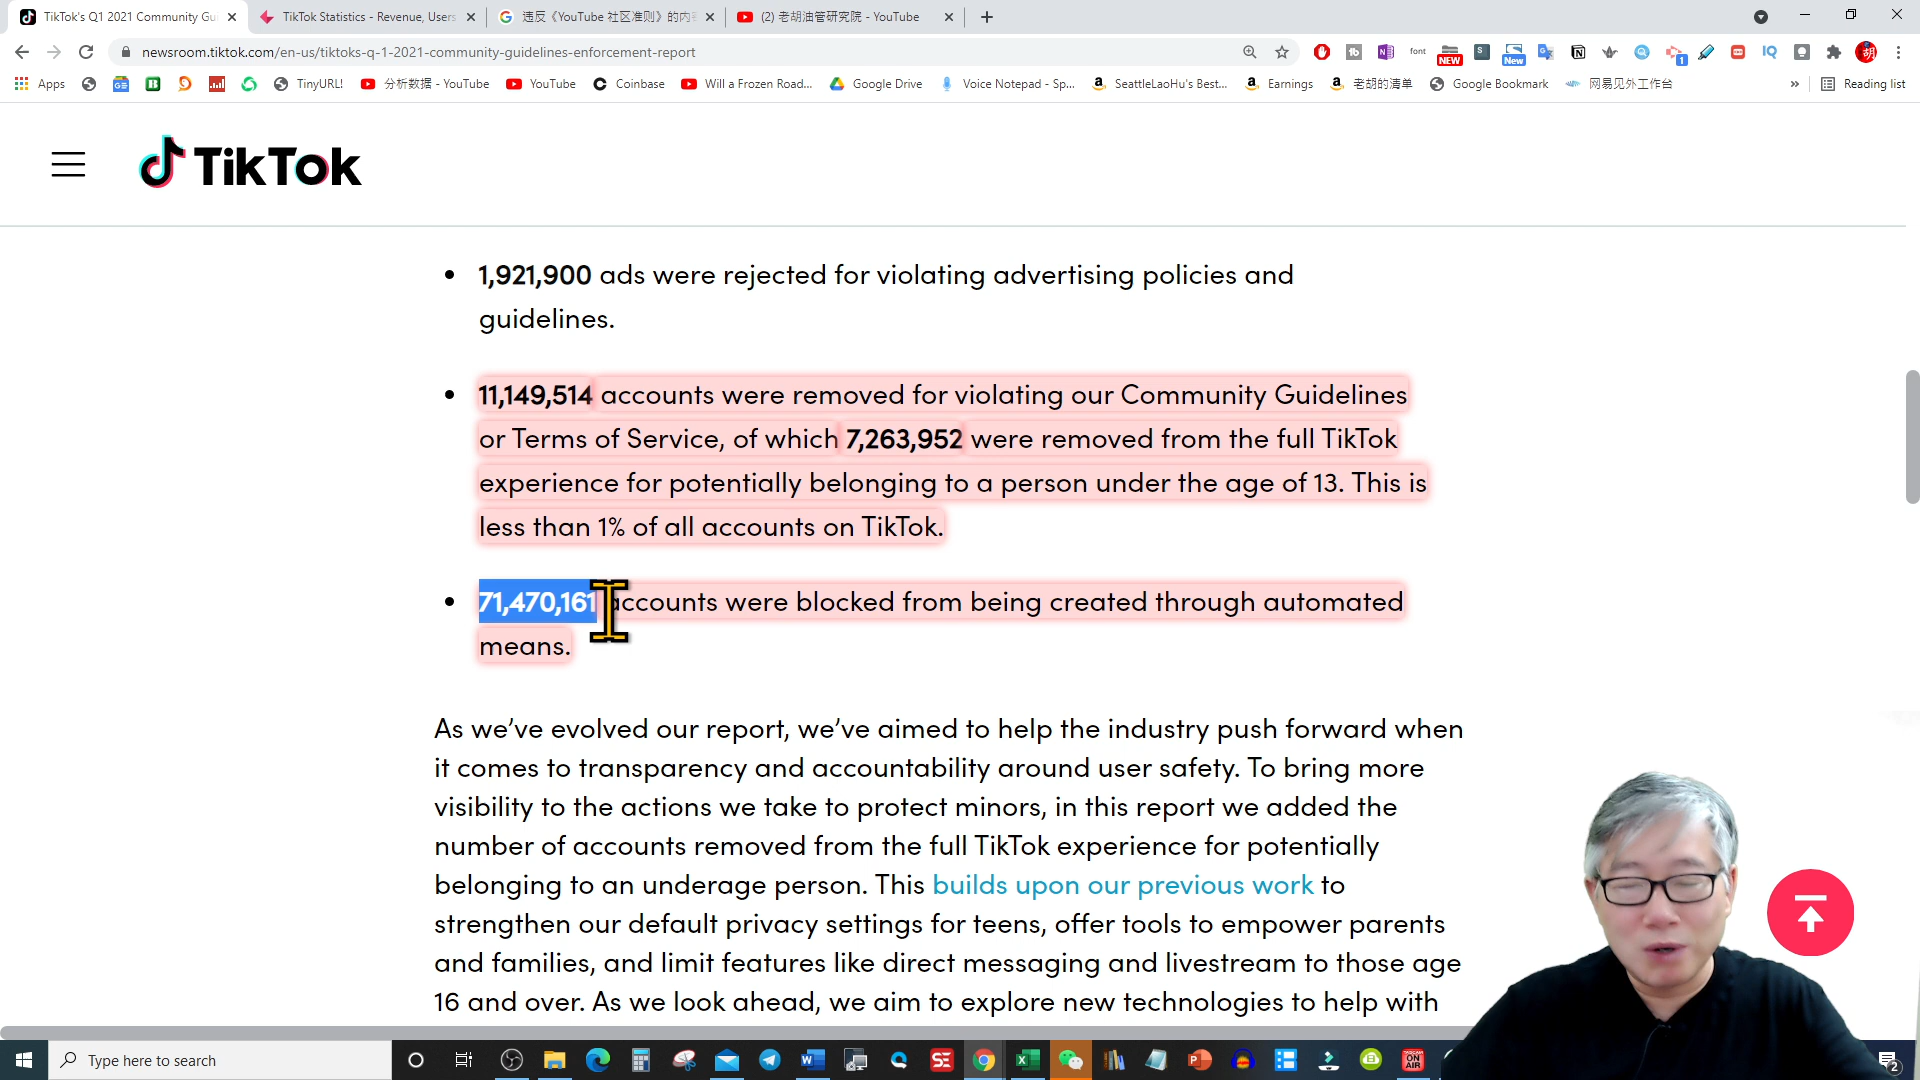 TikTok's Q1 2021 Community Gu
TikTok Statistics - Revenue, Users
违反《YouTube 社区准则》的内容
(2) 老胡油管研究院 - YouTube
newsroom.tiktok.com/en-us/tiktoks-q-1-2021-community-guidelines-enforcement-report
font
NEW
New
IQ
1
胡
Apps
TinyURL!
分析数据 - YouTube
YouTube
Coinbase
Will a Frozen Road...
Google Drive
Voice Notepad - Sp...
SeattleLaoHu's Best...
Earnings
老胡的清单
Google Bookmark
网易见外工作台
»
Reading list
TikTok
• 1,921,900 ads were rejected for violating advertising policies and
guidelines.
• 11,149,514 accounts were removed for violating our Community Guidelines
or Terms of Service, of which 7,263,952 were removed from the full TikTok
experience for potentially belonging to a person under the age of 13. This is
less than 1% of all accounts on TikTok.
• 71,470,161 accounts were blocked from being created through automated
means.
As we’ve evolved our report, we’ve aimed to help the industry push forward when
it comes to transparency and accountability around user safety. To bring more
visibility to the actions we take to protect minors, in this report we added the
number of accounts removed from the full TikTok experience for potentially
belonging to an underage person. This builds upon our previous work to
strengthen our default privacy settings for teens, offer tools to empower parents
and families, and limit features like direct messaging and livestream to those age
16 and over. As we look ahead, we aim to explore new technologies to help with
Type here to search
SE
ON AIR
2